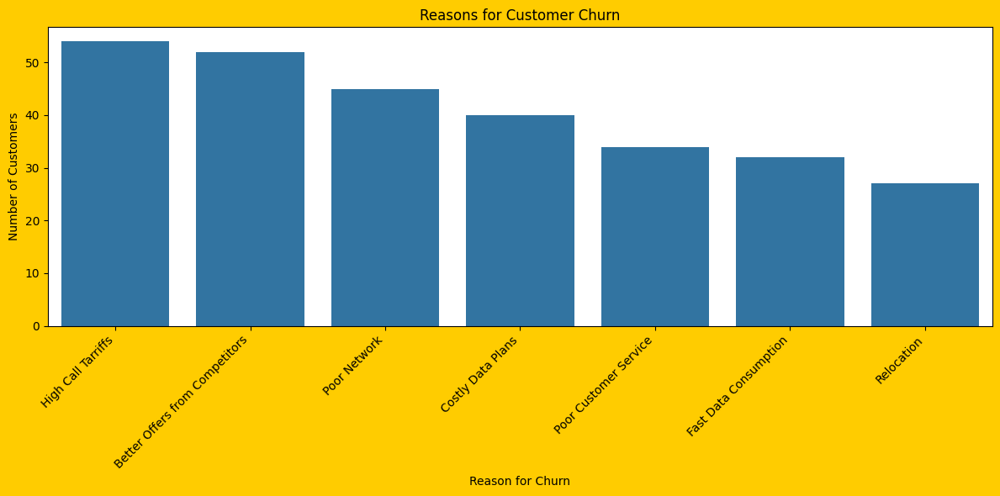 Reasons for Customer Churn
Number of Customers
50
40
30
20
10
0
High Call Tarriffs
Better Offers from Competitors
Poor Network
Costly Data Plans
Poor Customer Service
Fast Data Consumption
Relocation
Reason for Churn